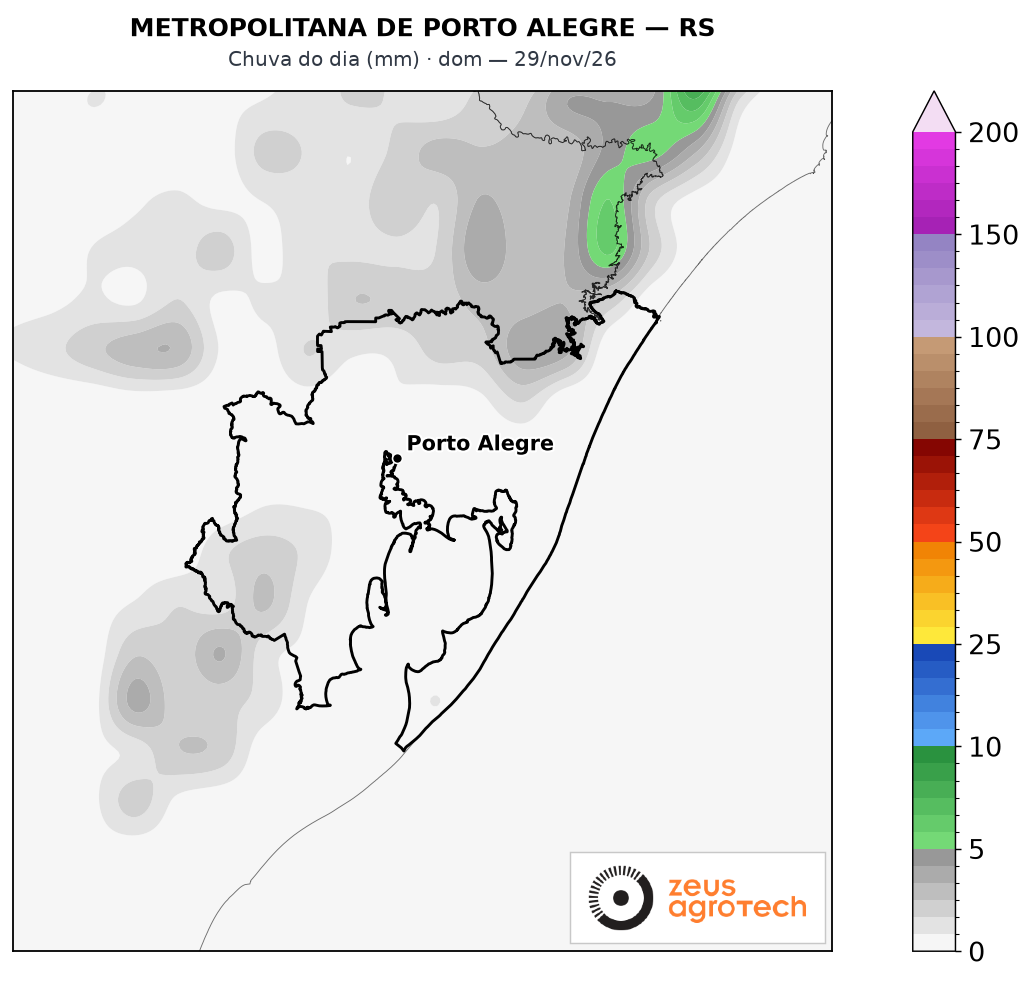 METROPOLITANA DE PORTO ALEGRE — RS
Chuva do dia (mm) · dom — 29/nov/26
200
150
100
75
50
25
10
5
0
Porto Alegre
zeus
agrotech